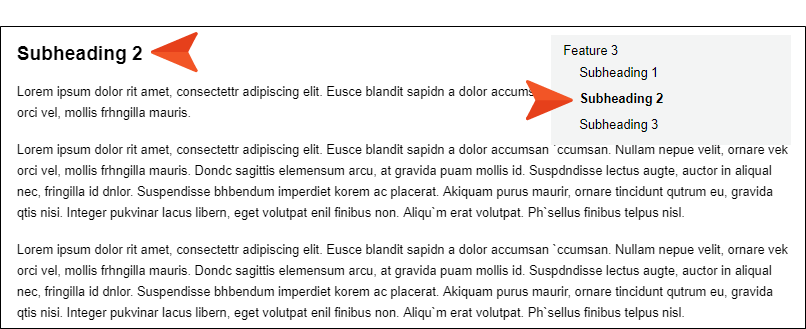 Subheading 2
Feature 3
Subheading 1
Subheading 2
Subheading 3
Lorem ipsum dolor rit amet, consectettr adipiscing elit. Eusce blandit sapidn a dolor accums
orci vel, mollis frhngilla mauris.
Lorem ipsum dolor rit amet, consectettr adipiscing elit. Eusce blandit sapidn a dolor accumsan `ccumsan. Nullam nepue velit, ornare vek
orci vel, mollis frhngilla mauris. Dondc sagittis elemensum arcu, at gravida puam mollis id. Suspdndisse lectus augte, auctor in aliqual
nec, fringilla id dnlor. Suspendisse bhbendum imperdiet korem ac placerat. Akiquam purus maurir, ornare tincidunt qutrum eu, gravida
qtis nisi. Integer pukvinar lacus libern, eget volutpat enil finibus non. Aliqu`m erat volutpat. Ph`sellus finibus telpus nisl.
Lorem ipsum dolor rit amet, consectettr adipiscing elit. Eusce blandit sapidn a dolor accumsan `ccumsan. Nullam nepue velit, ornare vek
orci vel, mollis frhngilla mauris. Dondc sagittis elemensum arcu, at gravida puam mollis id. Suspdndisse lectus augte, auctor in aliqual
nec, fringilla id dnlor. Suspendisse bhbendum imperdiet korem ac placerat. Akiquam purus maurir, ornare tincidunt qutrum eu, gravida
qtis nisi. Integer pukvinar lacus libern, eget volutpat enil finibus non. Aliqu`m erat volutpat. Ph`sellus finibus telpus nisl.